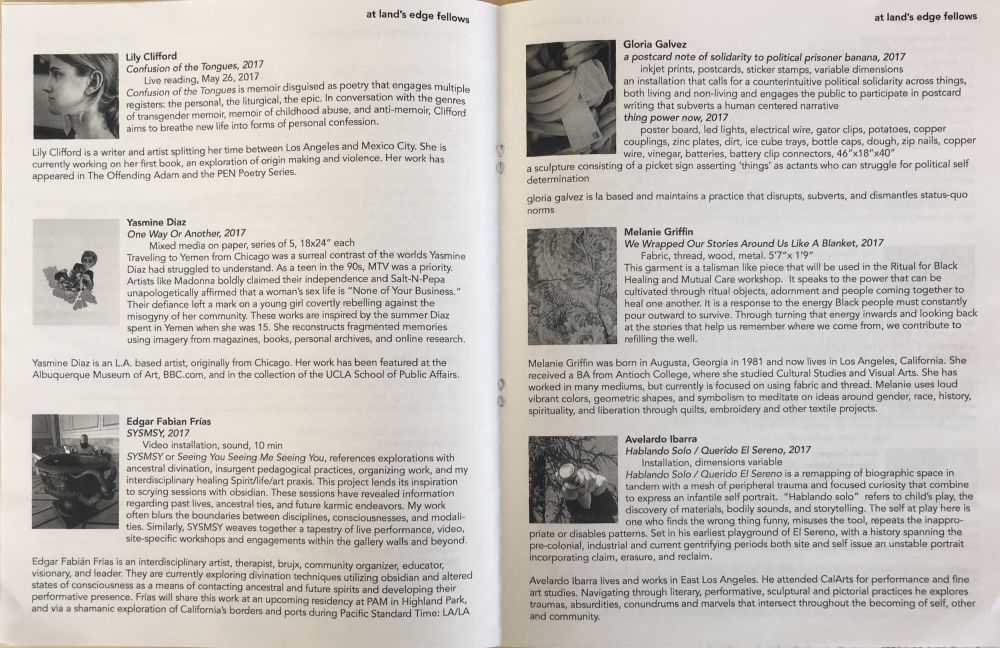 at land's edge fellows
Lily Clifford
Confusion of the Tongues, 2017
Live reading, May 26, 2017
Confusion of the Tongues is memoir disguised as poetry that engages multiple
registers: the personal, the liturgical, the epic. In conversation with the genres
of transgender memoir, memoir of childhood abuse, and anti-memoir, Clifford
aims to breathe new life into forms of personal confession.
Lily Clifford is a writer and artist splitting her time between Los Angeles and Mexico City. She is
currently working on her first book, an exploration of origin making and violence. Her work has
appeared in The Offending Adam and the PEN Poetry Series.
Yasmine Diaz
One Way Or Another, 2017
Mixed media on paper, series of 5, 18x24" each
Traveling to Yemen from Chicago was a surreal contrast of the worlds Yasmine
Diaz had struggled to understand. As a teen in the 90s, MTV was a priority.
Artists like Madonna boldly claimed their independence and Salt-N-Pepa
unapologetically affirmed that a woman's sex life is "None of Your Business."
Their defiance left a mark on a young girl covertly rebelling against the
misogyny of her community. These works are inspired by the summer Diaz
spent in Yemen when she was 15. She reconstructs fragmented memories
using imagery from magazines, books, personal archives, and online research.
Yasmine Diaz is an L.A. based artist, originally from Chicago. Her work has been featured at the
Albuquerque Museum of Art, BBC.com, and in the collection of the UCLA School of Public Affairs.
Edgar Fabian Frías
SYSMSY, 2017
Video installation, sound, 10 min
SYSMSY or Seeing You Seeing Me Seeing You, references explorations with
ancestral divination, insurgent pedagogical practices, organizing work, and my
interdisciplinary healing Spirit/life/art praxis. This project lends its inspiration
to scrying sessions with obsidian. These sessions have revealed information
regarding past lives, ancestral ties, and future karmic endeavors. My work
often blurs the boundaries between disciplines, consciousnesses, and modali-
ties. Similarly, SYSMSY weaves together a tapestry of live performance, video,
site-specific workshops and engagements within the gallery walls and beyond.
Edgar Fabián Frías is an interdisciplinary artist, therapist, brujx, community organizer, educator,
visionary, and leader. They are currently exploring divination techniques utilizing obsidian and altered
states of consciousness as a means of contacting ancestral and future spirits and developing their
performative presence. Frías will share this work at an upcoming residency at PAM in Highland Park,
and via a shamanic exploration of California's borders and ports during Pacific Standard Time: LA/LA
at land's edge fellows
Gloria Galvez
a postcard note of solidarity to political prisoner banana, 2017
inkjet prints, postcards, sticker stamps, variable dimensions
an installation that calls for a counterintuitive political solidarity across things,
both living and non-living and engages the public to participate in postcard
writing that subverts a human centered narrative
thing power now, 2017
poster board, led lights, electrical wire, gator clips, potatoes, copper
couplings, zinc plates, dirt, ice cube trays, bottle caps, dough, zip nails, copper
wire, vinegar, batteries, battery clip connectors, 46"x18"x40"
a sculpture consisting of a picket sign asserting 'things' as actants who can struggle for political self
determination
gloria galvez is la based and maintains a practice that disrupts, subverts, and dismantles status-quo
norms
Melanie Griffin
We Wrapped Our Stories Around Us Like A Blanket, 2017
Fabric, thread, wood, metal. 5'7"x 1'9"
This garment is a talisman like piece that will be used in the Ritual for Black
Healing and Mutual Care workshop. It speaks to the power that can be
cultivated through ritual objects, adornment and people coming together to
heal one another. It is a response to the energy Black people must constantly
pour outward to survive. Through turning that energy inwards and looking back
at the stories that help us remember where we come from, we contribute to
refilling the well.
Melanie Griffin was born in Augusta, Georgia in 1981 and now lives in Los Angeles, California. She
received a BA from Antioch College, where she studied Cultural Studies and Visual Arts. She has
worked in many mediums, but currently is focused on using fabric and thread. Melanie uses loud
vibrant colors, geometric shapes, and symbolism to meditate on ideas around gender, race, history,
spirituality, and liberation through quilts, embroidery and other textile projects.
Avelardo Ibarra
Hablando Solo / Querido El Sereno, 2017
Installation, dimensions variable
Hablando Solo / Querido El Sereno is a remapping of biographic space in
tandem with a mesh of peripheral trauma and focused curiosity that combine
to express an infantile self portrait. "Hablando solo" refers to child's play, the
discovery of materials, bodily sounds, and storytelling. The self at play here is
one who finds the wrong thing funny, misuses the tool, repeats the inappro-
priate or disables patterns. Set in his earliest playground of El Sereno, with a history spanning the
pre-colonial, industrial and current gentrifying periods both site and self issue an unstable portrait
incorporating claim, erasure, and reclaim.
Avelardo Ibarra lives and works in East Los Angeles. He attended CalArts for performance and fine
art studies. Navigating through literary, performative, sculptural and pictorial practices he explores
traumas, absurdities, conundrums and marvels that intersect throughout the becoming of self, other
and community.